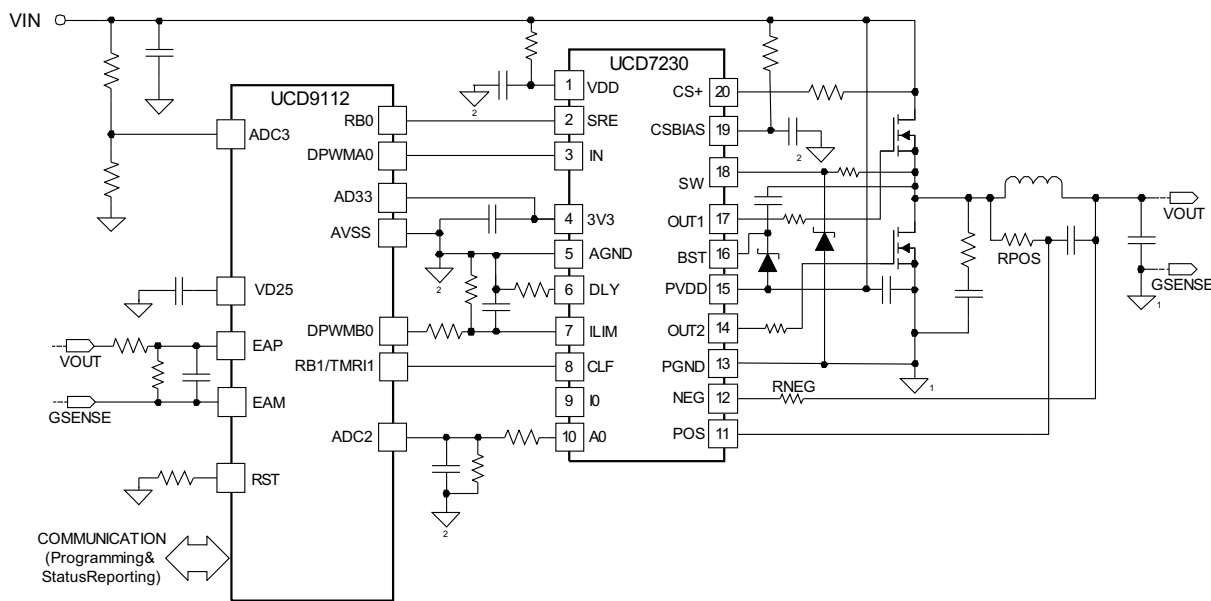 VIN
UCD9112
UCD7230
ADC3
VD25
EAP
EAM
RST
VOUT
GSENSE
RB0
DPWMA0
AD33
AVSS
DPWMB0
RB1/TMRI1
ADC2
COMMUNICATION
(Programming&
StatusReporting)
1 VDD
2 SRE
3 IN
4 3V3
5 AGND
6 DLY
7 ILIM
8 CLF
9 I0
10 A0
CS+ 20
CSBIAS 19
SW 18
OUT1 17
BST 16
PVDD 15
OUT2 14
PGND 13
NEG 12
POS 11
2
2
2
2
RNEG
RPOS
1
VOUT
GSENSE
1